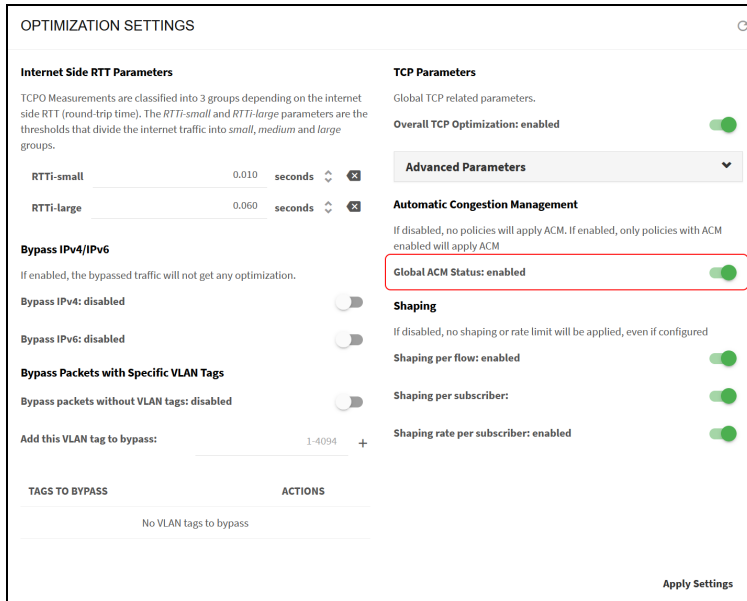 OPTIMIZATION SETTINGS
Internet Side RTT Parameters
TCPO Measurements are classified into 3 groups depending on the internet
side RTT (round-trip time). The RTTi-small and RTTi-large parameters are the
thresholds that divide the internet traffic into small, medium and large
groups.
RTTi-small 0.010 seconds
RTTi-large 0.060 seconds
Bypass IPv4/IPv6
If enabled, the bypassed traffic will not get any optimization.
Bypass IPv4: disabled
Bypass IPv6: disabled
Bypass Packets with Specific VLAN Tags
Bypass packets without VLAN tags: disabled
Add this VLAN tag to bypass: 1-4094 +
TAGS TO BYPASS ACTIONS
No VLAN tags to bypass
TCP Parameters
Global TCP related parameters.
Overall TCP Optimization: enabled
Advanced Parameters
Automatic Congestion Management
If disabled, no policies will apply ACM. If enabled, only policies with ACM
enabled will apply ACM
Global ACM Status: enabled
Shaping
If disabled, no shaping or rate limit will be applied, even if configured
Shaping per flow: enabled
Shaping per subscriber:
Shaping rate per subscriber: enabled
Apply Settings